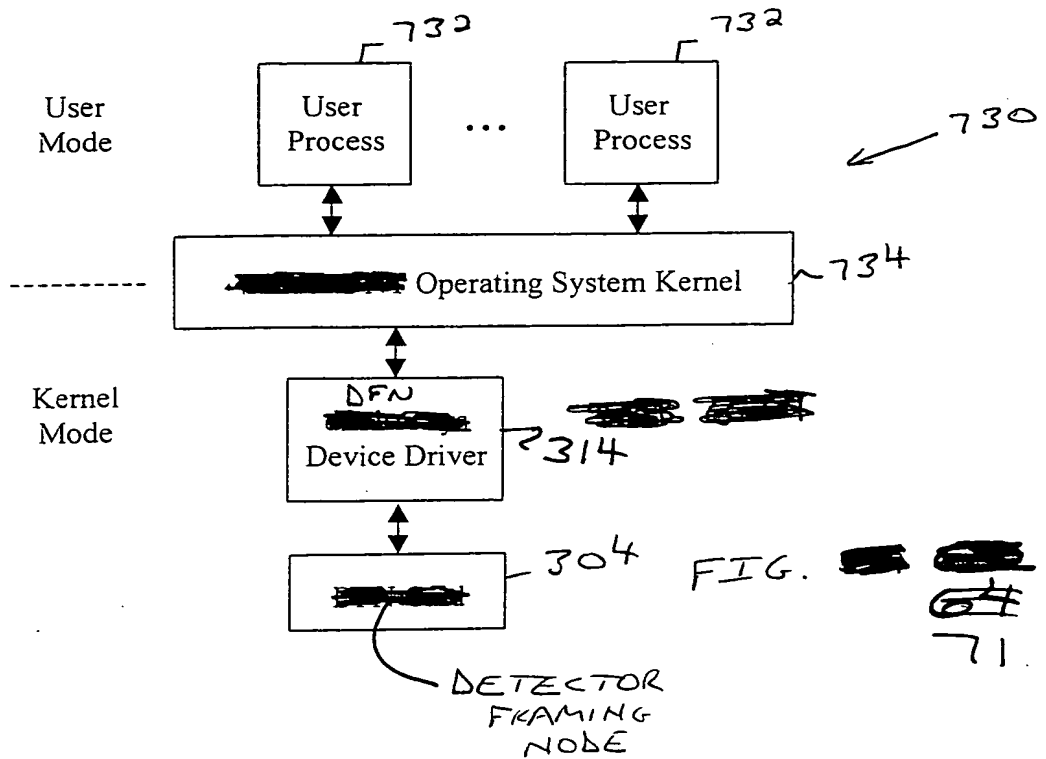 732
732
User
Mode
User
Process
...
User
Process
730
Operating System Kernel
734
Kernel
Mode
DFN
Device Driver
314
304
FIG.
64
71
DETECTOR
FRAMING
NODE